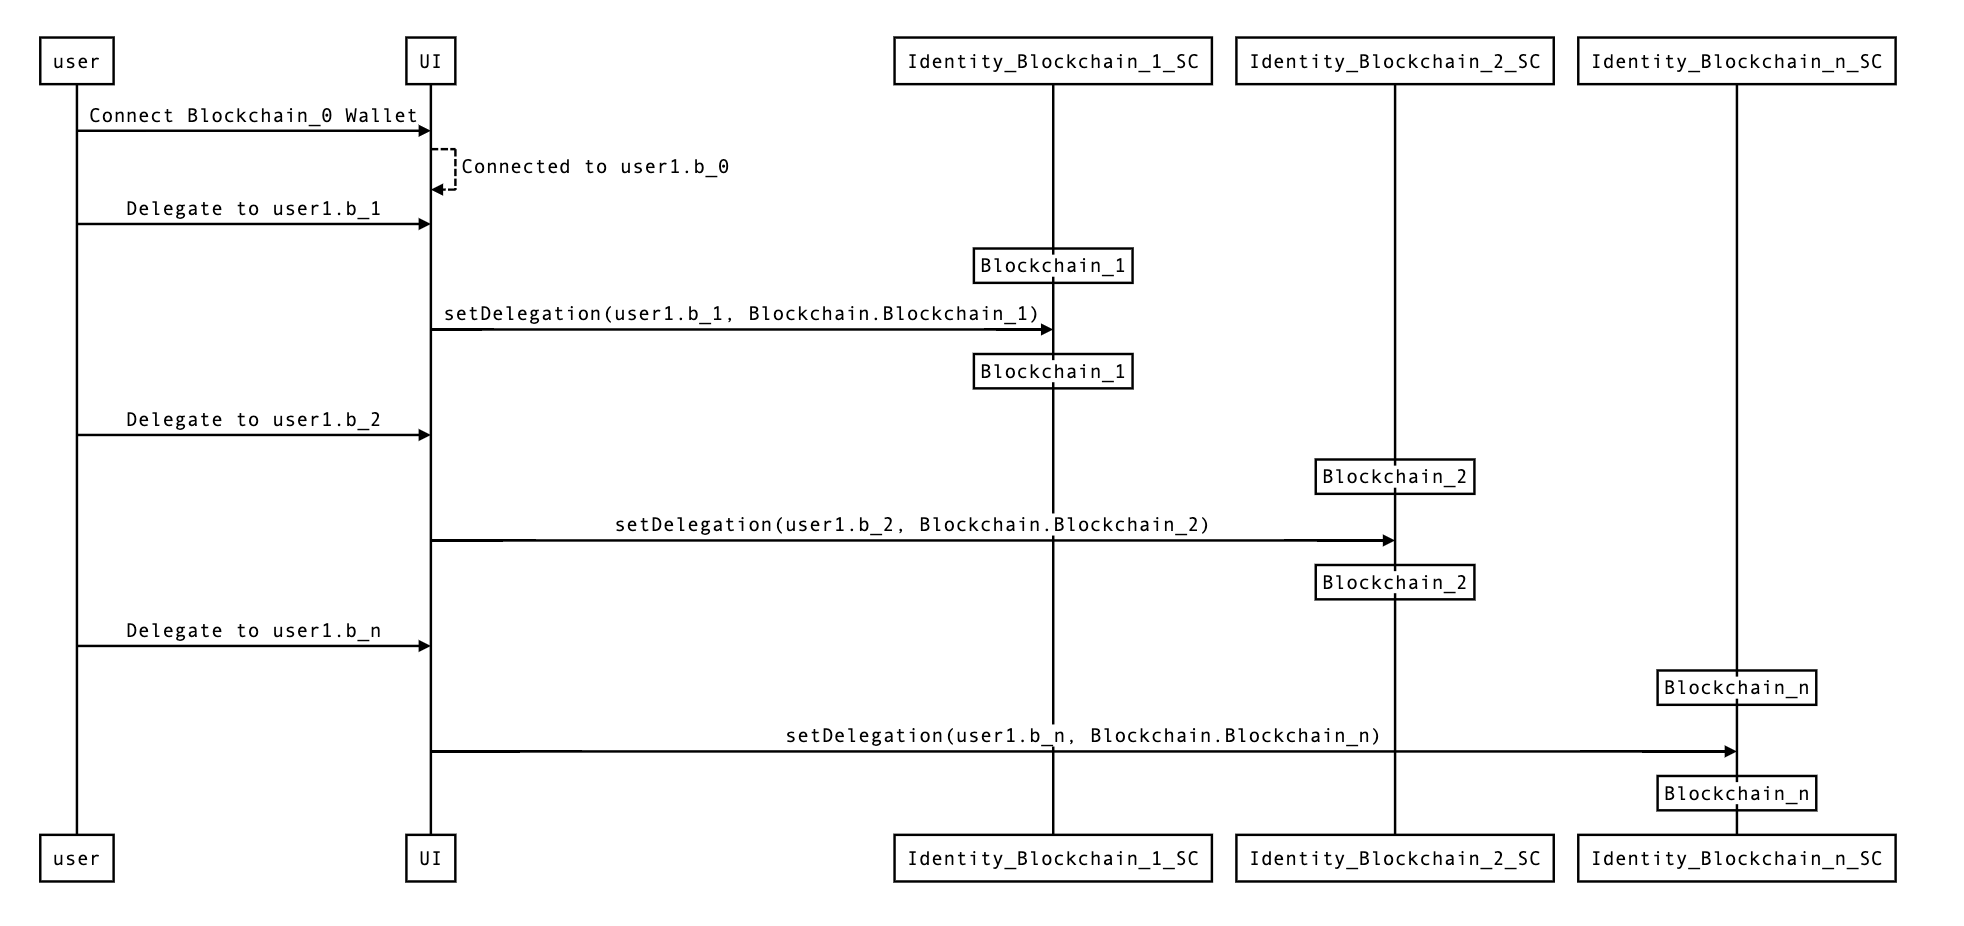 user
UI
Identity_Blockchain_1_SC
Identity_Blockchain_2_SC
Identity_Blockchain_n_SC
Connect Blockchain_0 Wallet
Connected to user1.b_0
Delegate to user1.b_1
Blockchain_1
setDelegation(user1.b_1, Blockchain.Blockchain_1)
Blockchain_1
Delegate to user1.b_2
Blockchain_2
setDelegation(user1.b_2, Blockchain.Blockchain_2)
Blockchain_2
Delegate to user1.b_n
Blockchain_n
setDelegation(user1.b_n, Blockchain.Blockchain_n)
Blockchain_n
user
UI
Identity_Blockchain_1_SC
Identity_Blockchain_2_SC
Identity_Blockchain_n_SC